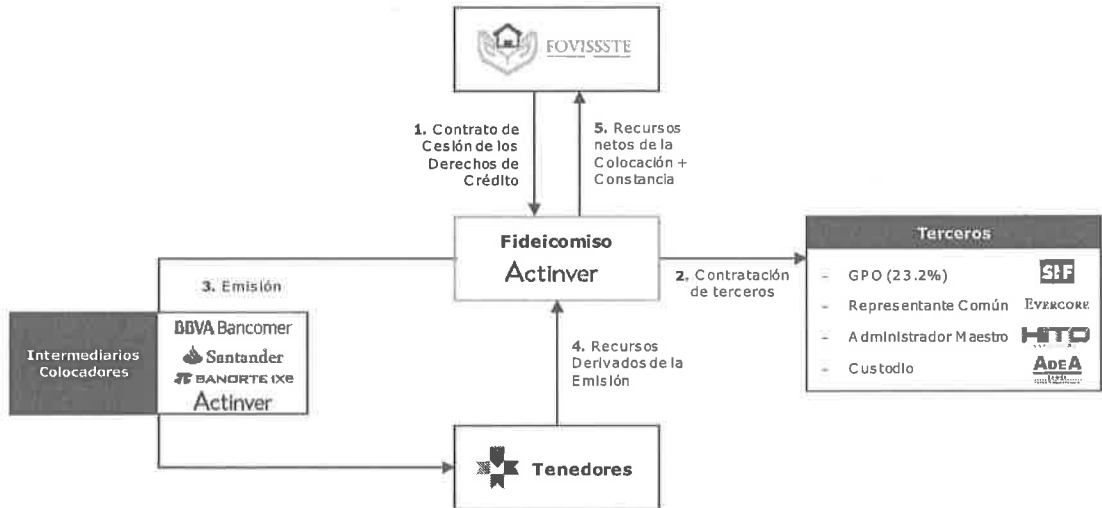 FOVISSSTE
1. Contrato de
Cesión de los
Derechos de
Crédito
5. Recursos
netos de la
Colocación +
Constancia
Fideicomiso
Actinver
Terceros
- GPO (23.2%)
SHF
- Representante Común EVERCORE
- Administrador Maestro HITO
- Custodio ADEA
2. Contratación
de terceros
3. Emisión
Intermediarios
Colocadores
BBVA Bancomer
Santander
BANORTE IXE
Actinver
4. Recursos
Derivados de la
Emisión
Tenedores